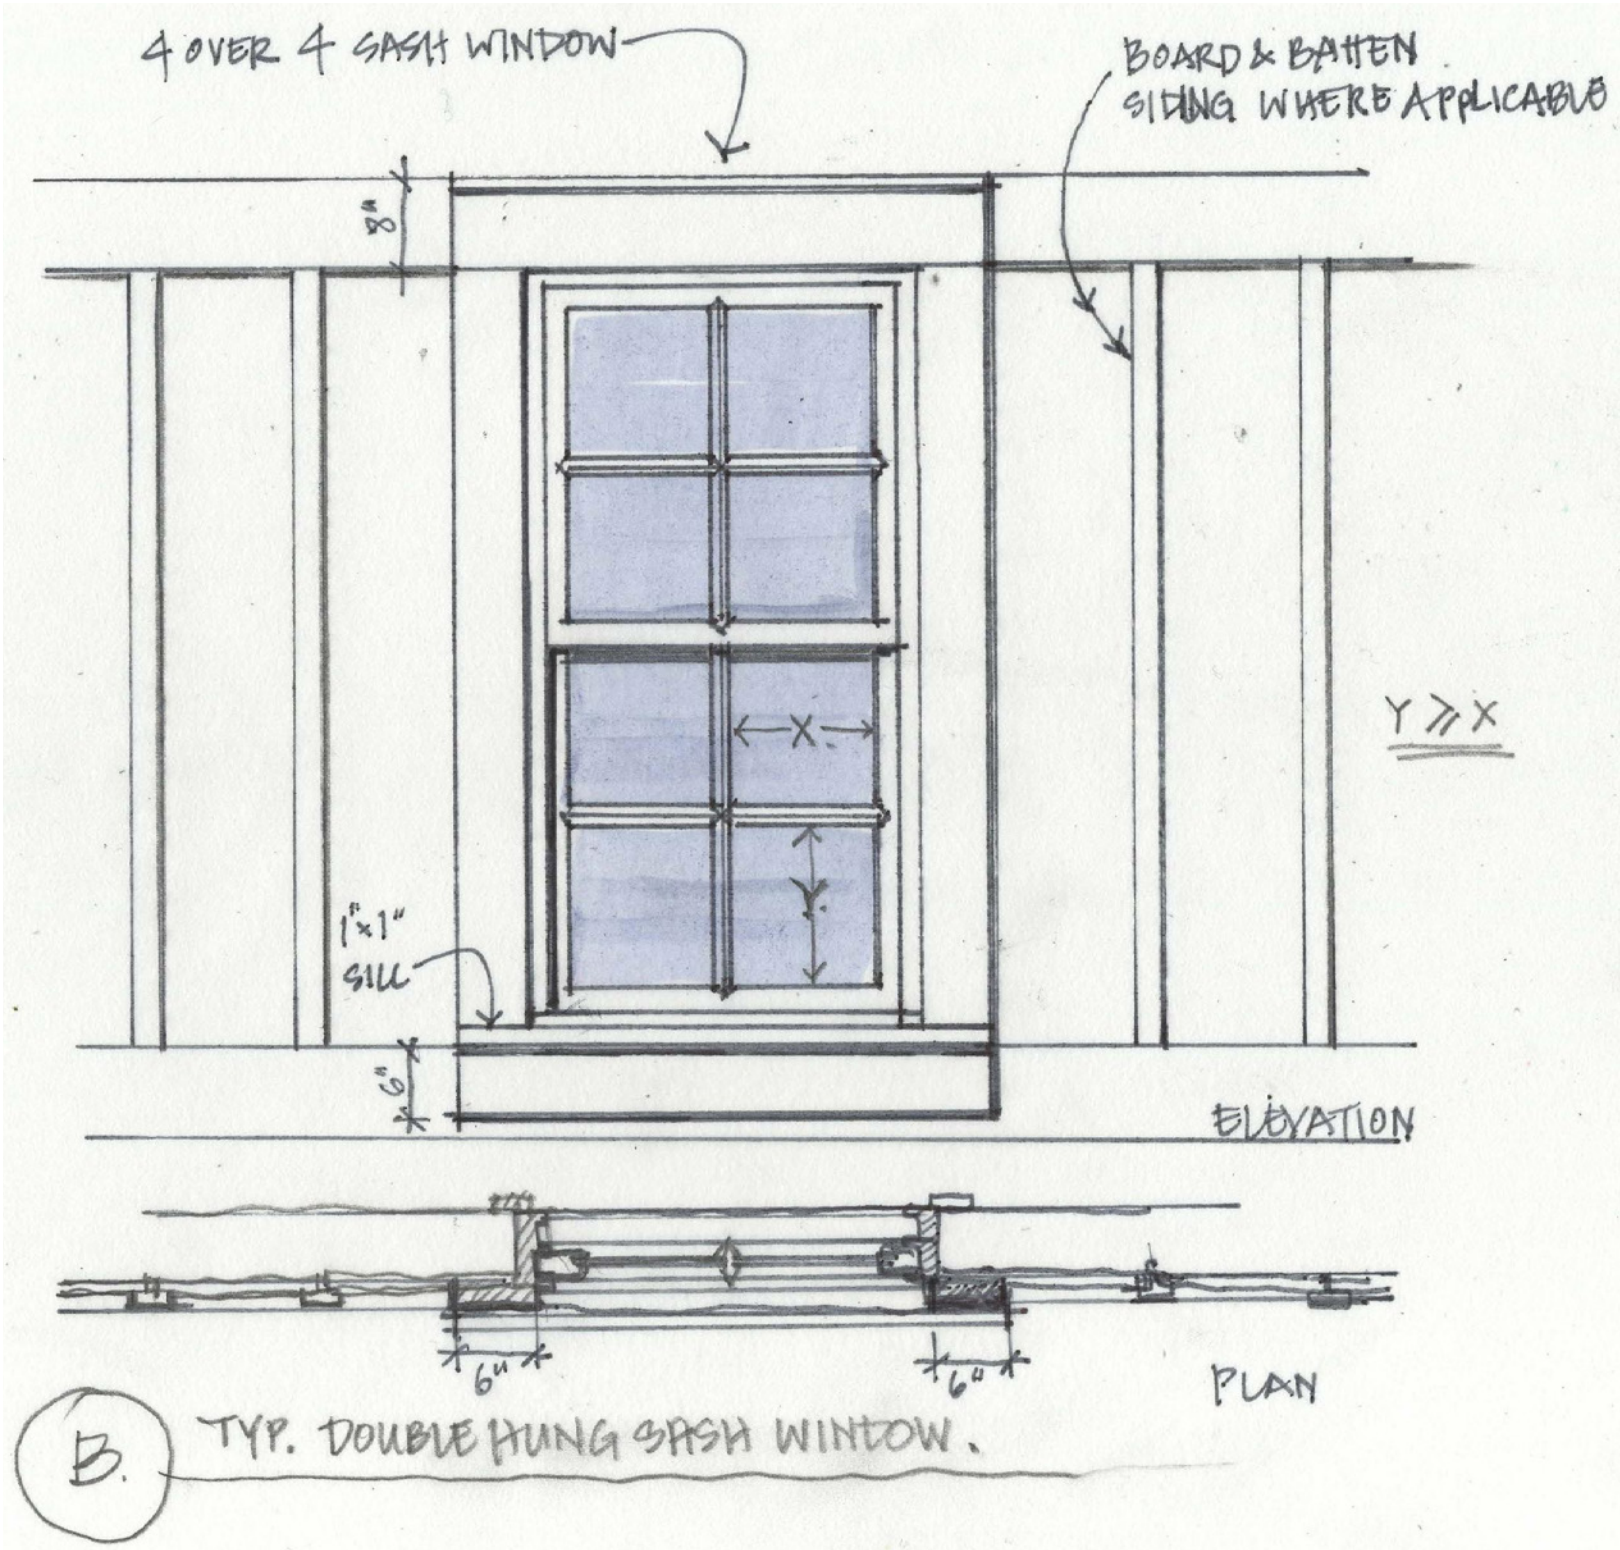 4 OVER 4 SASH WINDOW
BOARD & BATTEN
SIDING WHERE APPLICABLE
8"
X.
Y ⩾ X
Y.
1"x1"
SILL
6"
ELEVATION
6"
6"
PLAN
B.
TYP. DOUBLE HUNG SASH WINDOW.